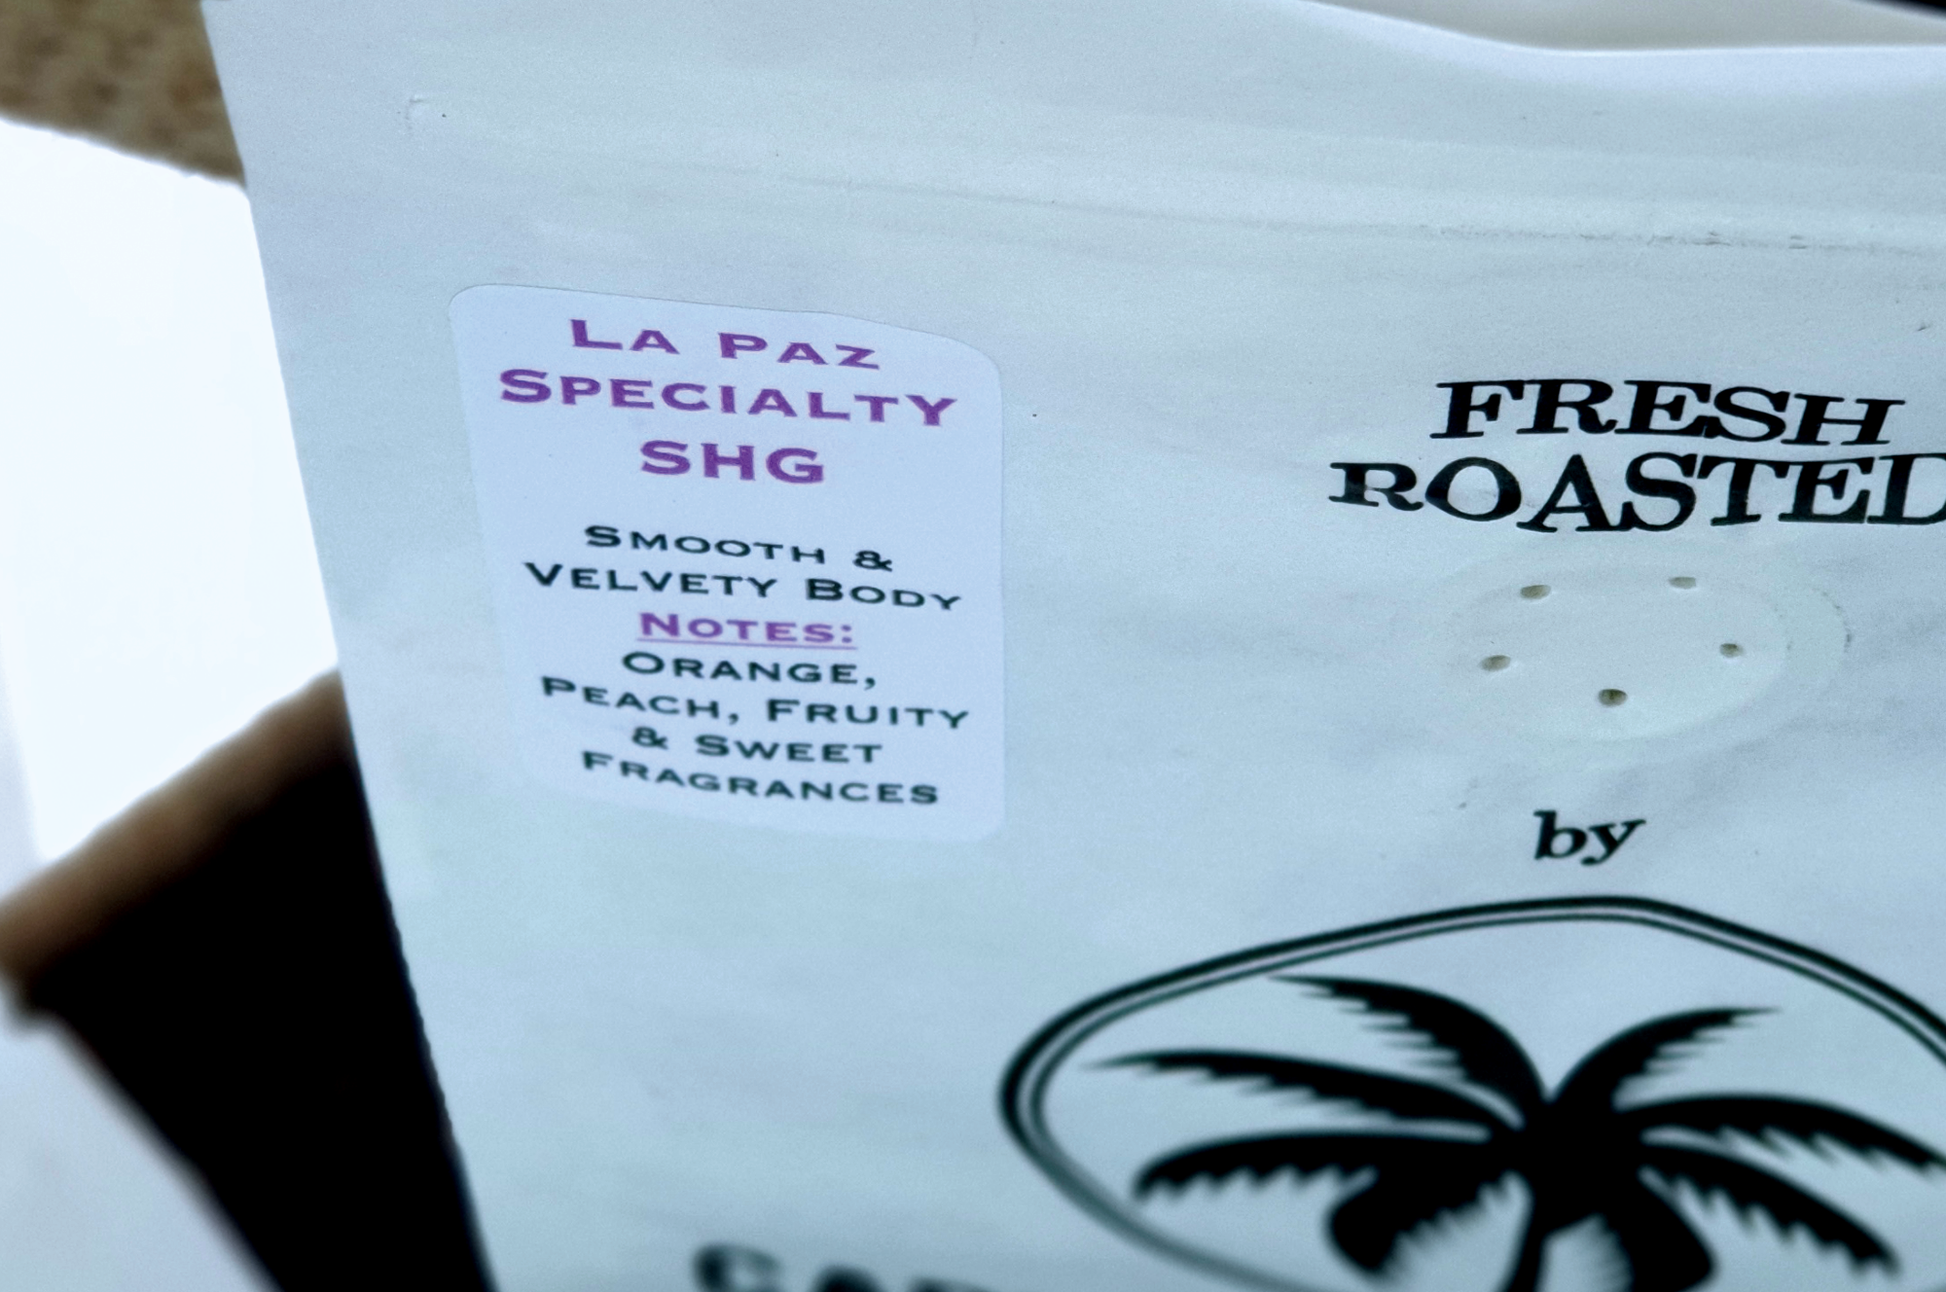 LA PAZ
SPECIALTY
SHG
SMOOTH &
VELVETY BODY
NOTES:
ORANGE,
PEACH, FRUITY
& SWEET
FRAGRANCES
FRESH
ROASTED
by